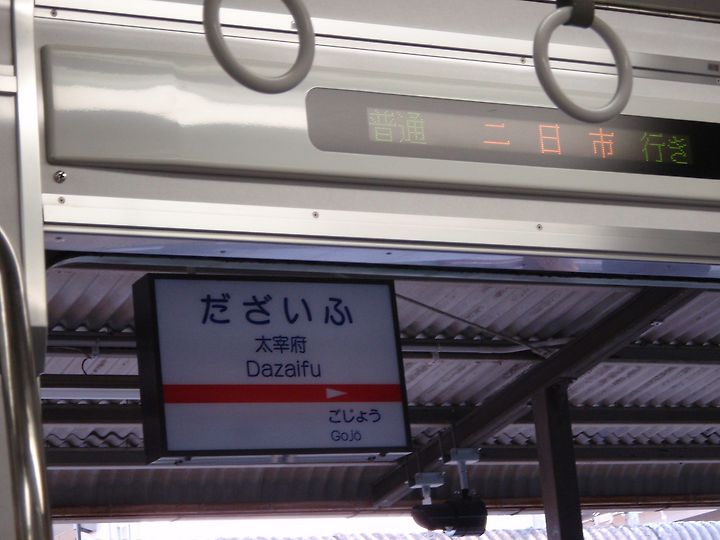 普通 二日市 行き
だざいふ
太宰府
Dazaifu
ごじょう
Gojō